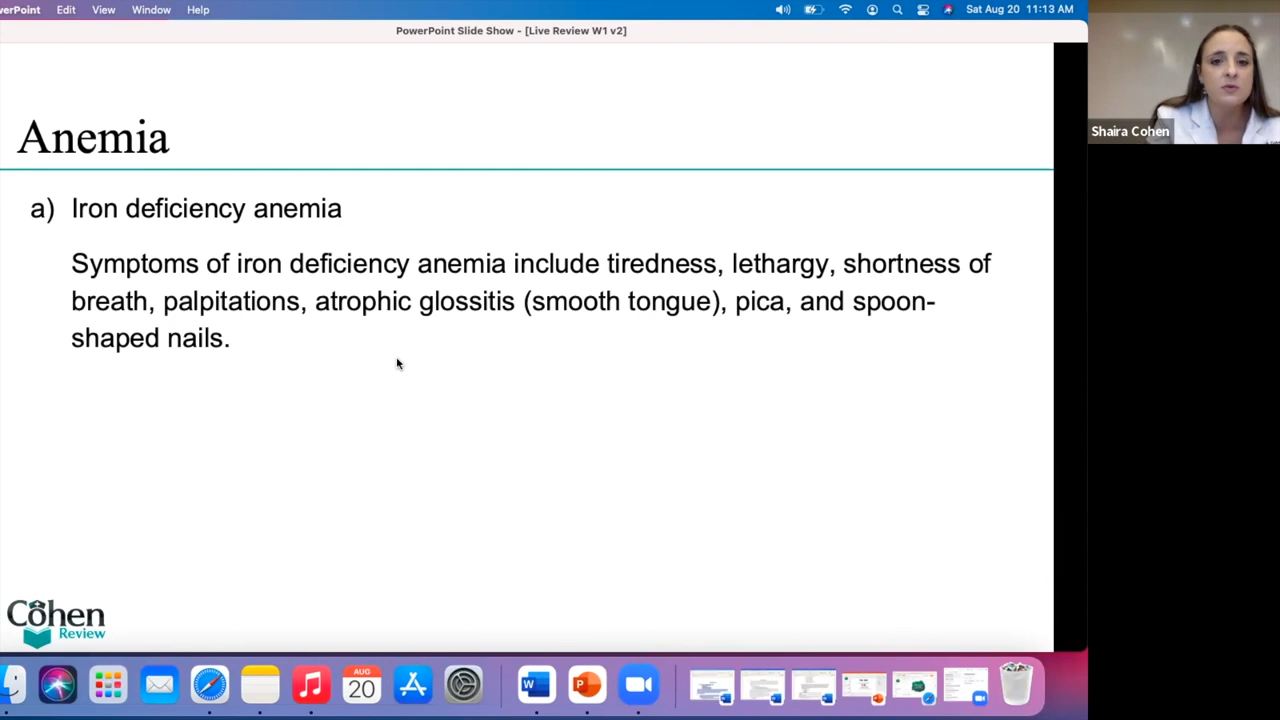 werPoint Edit View Window Help Sat Aug 20 11:13 AM
PowerPoint Slide Show - [Live Review W1 v2]
Anemia
Shaira Cohen
a) Iron deficiency anemia
Symptoms of iron deficiency anemia include tiredness, lethargy, shortness of
breath, palpitations, atrophic glossitis (smooth tongue), pica, and spoon-
shaped nails.
Cohen
Review
AUG
20
W
P